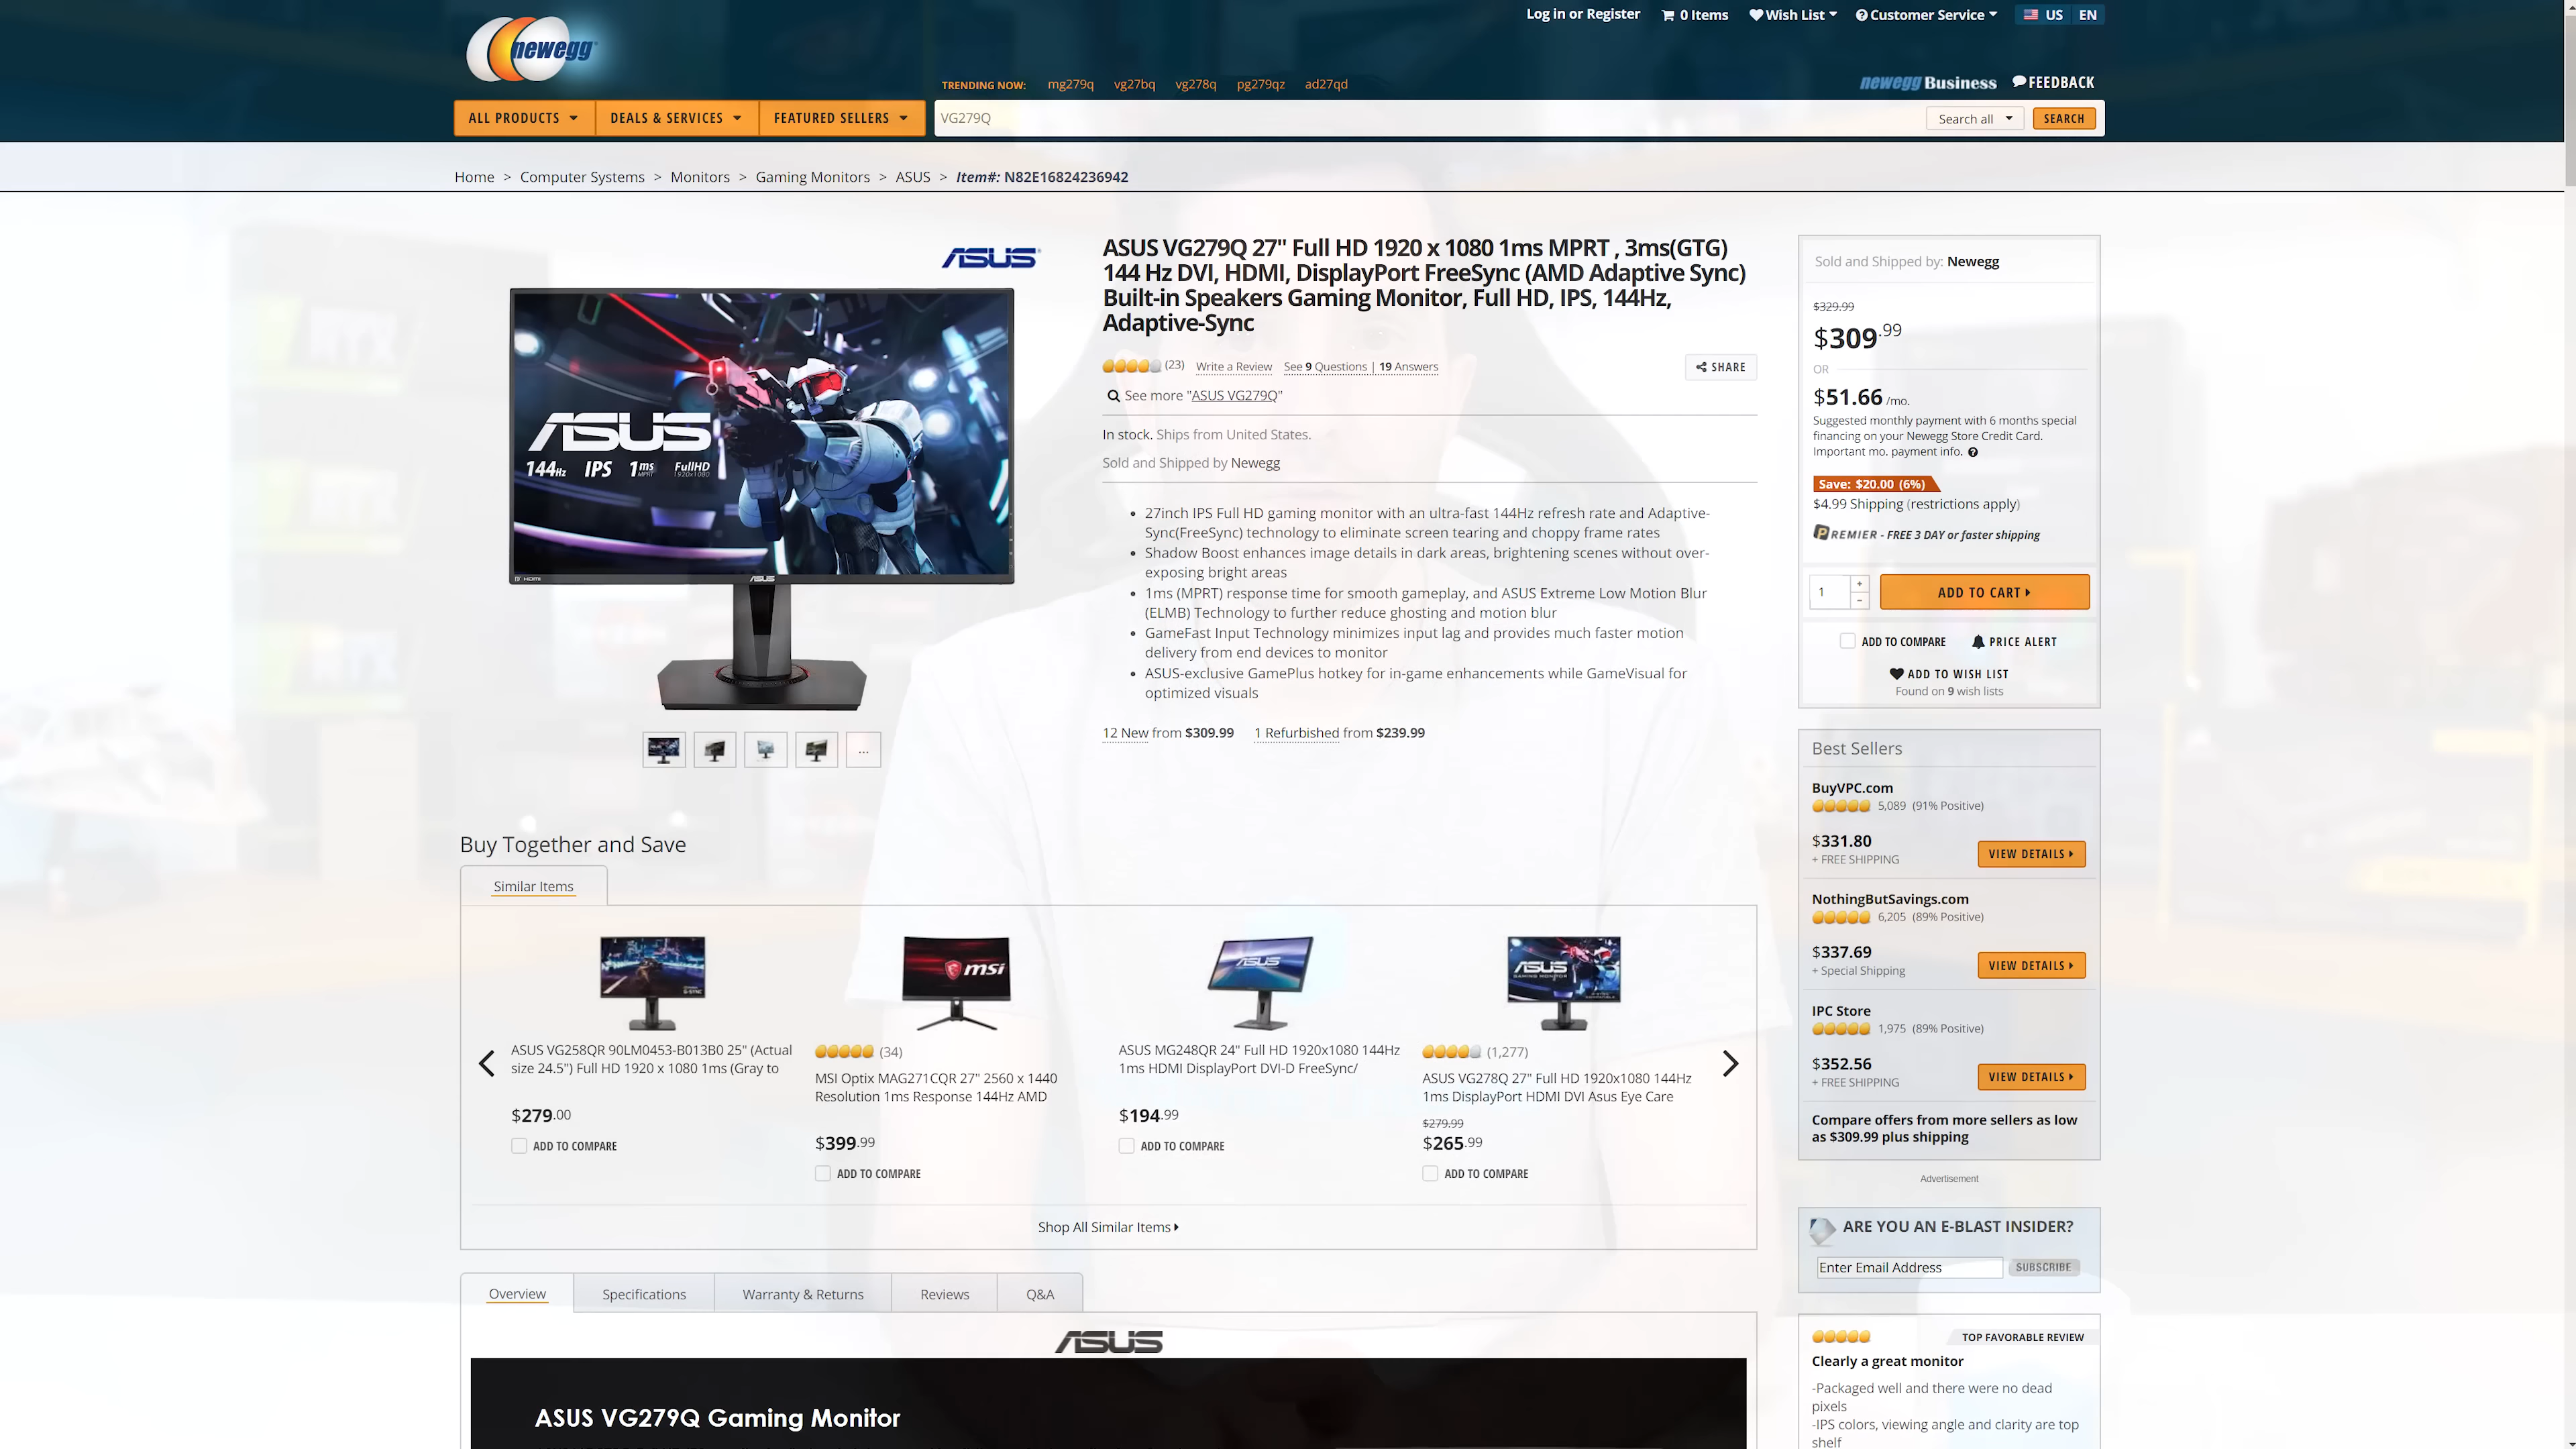 Log in or Register
0 Items
Wish List
Customer Service
US
EN
newegg
TRENDING NOW:
mg279q
vg27bq
vg278q
pg279qz
ad27qd
newegg Business
FEEDBACK
ALL PRODUCTS
DEALS & SERVICES
FEATURED SELLERS
VG279Q
Search all
SEARCH
Home > Computer Systems > Monitors > Gaming Monitors > ASUS > Item#: N82E16824236942
ASUS
ASUS
144Hz IPS 1ms MPRT FullHD 1920x1080
HDMI
ASUS
...
ASUS VG279Q 27" Full HD 1920 x 1080 1ms MPRT , 3ms(GTG)
144 Hz DVI, HDMI, DisplayPort FreeSync (AMD Adaptive Sync)
Built-in Speakers Gaming Monitor, Full HD, IPS, 144Hz,
Adaptive-Sync
(23)
Write a Review
See 9 Questions | 19 Answers
SHARE
See more "ASUS VG279Q"
In stock. Ships from United States.
Sold and Shipped by Newegg
27inch IPS Full HD gaming monitor with an ultra-fast 144Hz refresh rate and Adaptive-
Sync(FreeSync) technology to eliminate screen tearing and choppy frame rates
Shadow Boost enhances image details in dark areas, brightening scenes without over-
exposing bright areas
1ms (MPRT) response time for smooth gameplay, and ASUS Extreme Low Motion Blur
(ELMB) Technology to further reduce ghosting and motion blur
GameFast Input Technology minimizes input lag and provides much faster motion
delivery from end devices to monitor
ASUS-exclusive GamePlus hotkey for in-game enhancements while GameVisual for
optimized visuals
12 New from $309.99
1 Refurbished from $239.99
Sold and Shipped by: Newegg
$329.99
$309.99
OR
$51.66 /mo.
Suggested monthly payment with 6 months special
financing on your Newegg Store Credit Card.
Important mo. payment info.
Save: $20.00 (6%)
$4.99 Shipping (restrictions apply)
PREMIER - FREE 3 DAY or faster shipping
1
+
-
ADD TO CART
ADD TO COMPARE
PRICE ALERT
ADD TO WISH LIST
Found on 9 wish lists
Best Sellers
BuyVPC.com
5,089 (91% Positive)
$331.80
+ FREE SHIPPING
VIEW DETAILS
NothingButSavings.com
6,205 (89% Positive)
$337.69
+ Special Shipping
VIEW DETAILS
IPC Store
1,975 (89% Positive)
$352.56
+ FREE SHIPPING
VIEW DETAILS
Compare offers from more sellers as low
as $309.99 plus shipping
Advertisement
ARE YOU AN E-BLAST INSIDER?
Enter Email Address
SUBSCRIBE
TOP FAVORABLE REVIEW
Clearly a great monitor
-Packaged well and there were no dead
pixels
-IPS colors, viewing angle and clarity are top
shelf
Buy Together and Save
Similar Items
ASUS VG258QR 90LM0453-B013B0 25" (Actual
size 24.5") Full HD 1920 x 1080 1ms (Gray to
$279.00
ADD TO COMPARE
msi
(34)
MSI Optix MAG271CQR 27" 2560 x 1440
Resolution 1ms Response 144Hz AMD
$399.99
ADD TO COMPARE
ASUS
ASUS MG248QR 24" Full HD 1920x1080 144Hz
1ms HDMI DisplayPort DVI-D FreeSync/
$194.99
ADD TO COMPARE
ASUS
(1,277)
ASUS VG278Q 27" Full HD 1920x1080 144Hz
1ms DisplayPort HDMI DVI Asus Eye Care
$279.99
$265.99
ADD TO COMPARE
Shop All Similar Items
Overview
Specifications
Warranty & Returns
Reviews
Q&A
ASUS
ASUS VG279Q Gaming Monitor